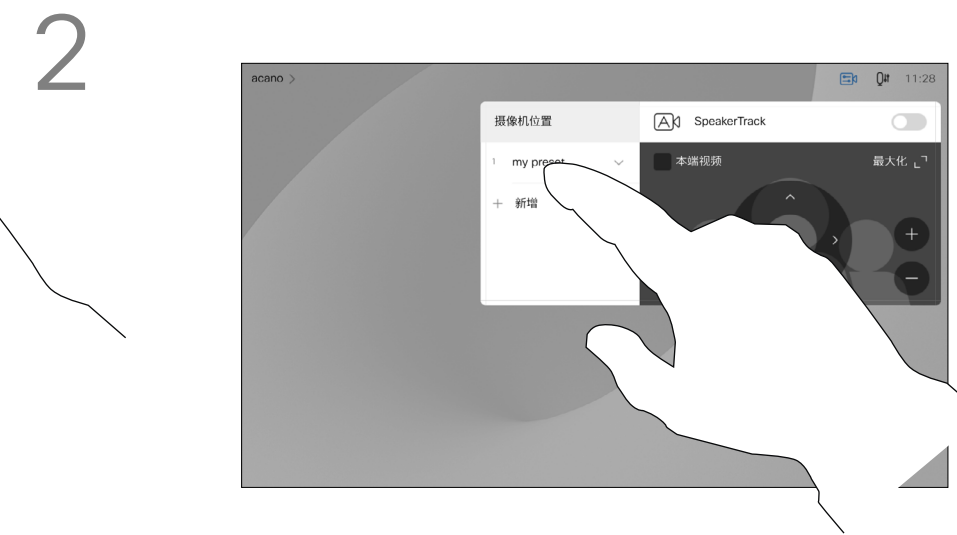 2
acano >
11:28
摄像机位置
SpeakerTrack
1 my preset
本端视频
最大化
+ 新增